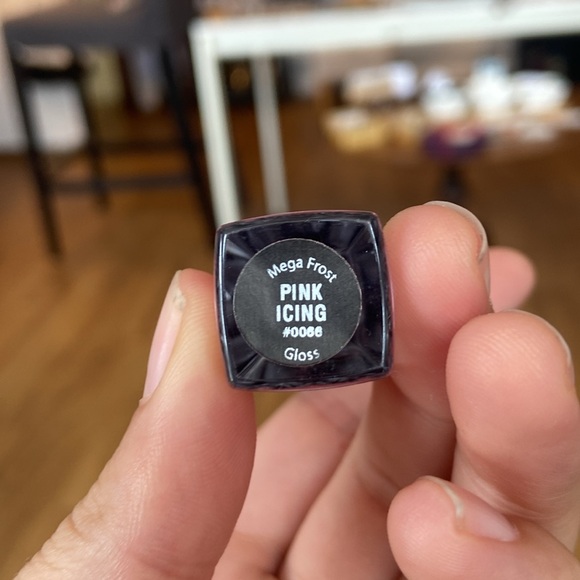 Mega Frost
PINK
ICING
#0066
Gloss